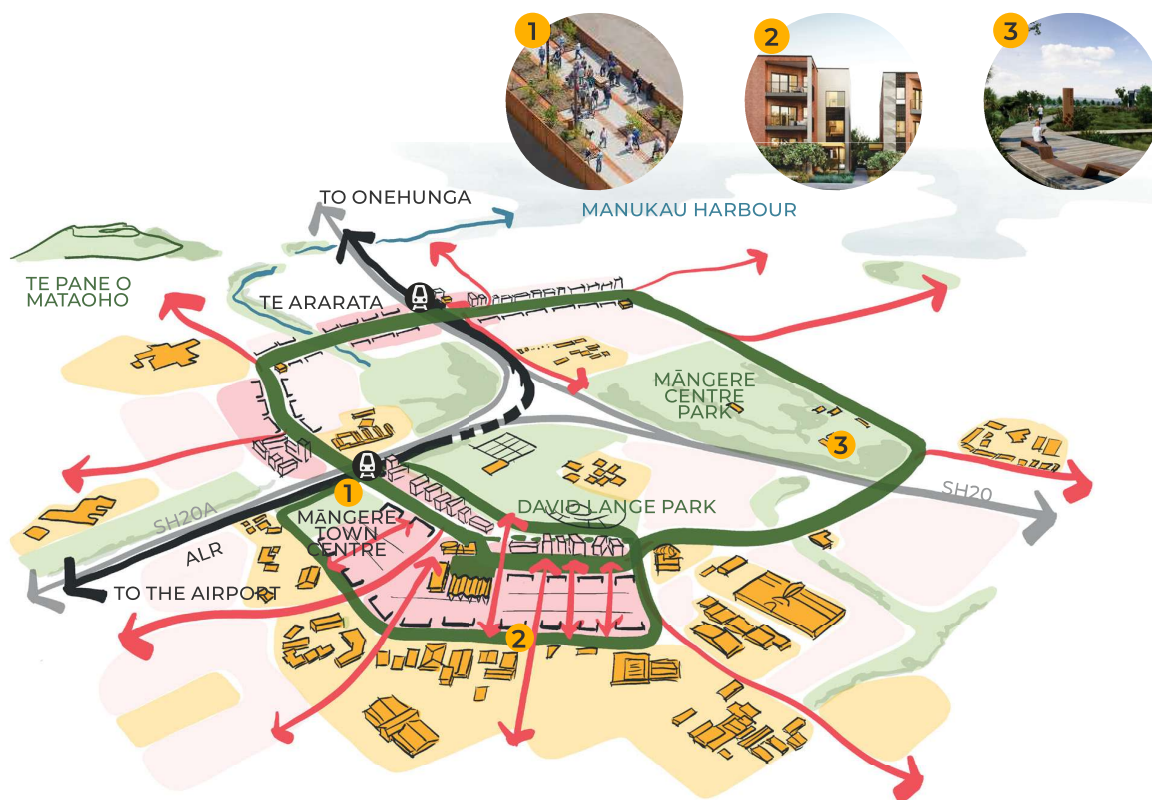 1
2
3
TO ONEHUNGA
MANUKAU HARBOUR
TE PANE O
MATAOHO
TE ARARATA
MĀNGERE
CENTRE
PARK
3
1
SH20A
MĀNGERE
TOWN
CENTRE
DAVID LANGE PARK
SH20
ALR
TO THE AIRPORT
2